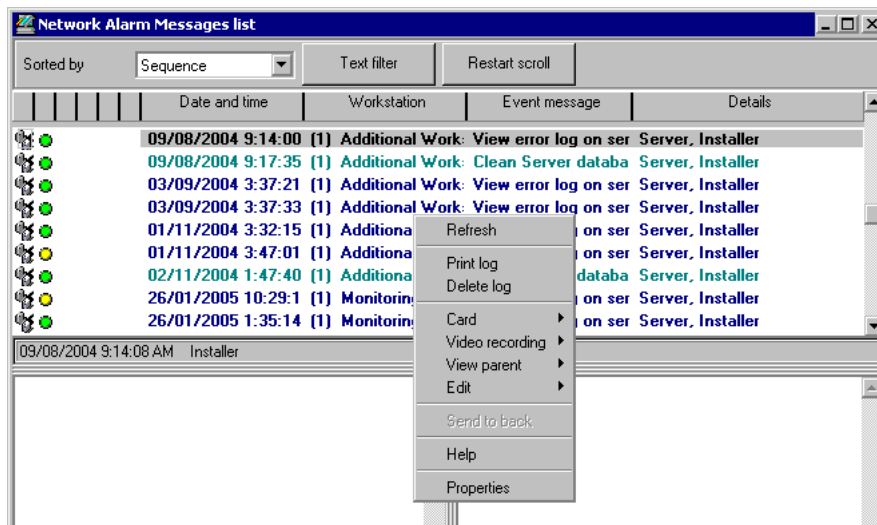 Network Alarm Messages list
Sorted by Sequence Text filter Restart scroll
Date and time Workstation Event message Details
09/08/2004 9:14:00 (1) Additional Work: View error log on ser Server, Installer
09/08/2004 9:17:35 (1) Additional Work: Clean Server databa Server, Installer
03/09/2004 3:37:21 (1) Additional Work: View error log on ser Server, Installer
03/09/2004 3:37:33 (1) Additional Work: View error log on ser Server, Installer
01/11/2004 3:32:15 (1) Additiona on ser Server, Installer
01/11/2004 3:47:01 (1) Additiona on ser Server, Installer
02/11/2004 1:47:40 (1) Additiona databa Server, Installer
26/01/2005 10:29:1 (1) Monitoring on ser Server, Installer
26/01/2005 1:35:14 (1) Monitorin on ser Server, Installer
09/08/2004 9:14:08 AM Installer
Refresh
Print log
Delete log
Card
Video recording
View parent
Edit
Send to back
Help
Properties